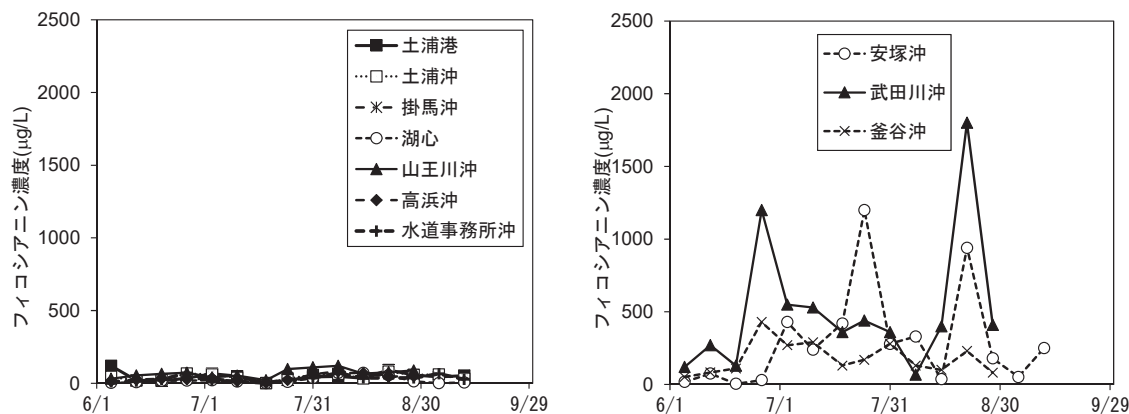 2500
2000
1500
1000
500
0
フィコシアニン濃度(μg/L)
土浦港
土浦沖
掛馬沖
湖心
山王川沖
高浜沖
水道事務所沖
6/1 7/1 7/31 8/30 9/29
2500
2000
1500
1000
500
0
フィコシアニン濃度(μg/L)
安塚沖
武田川沖
釜谷沖
6/1 7/1 7/31 8/30 9/29